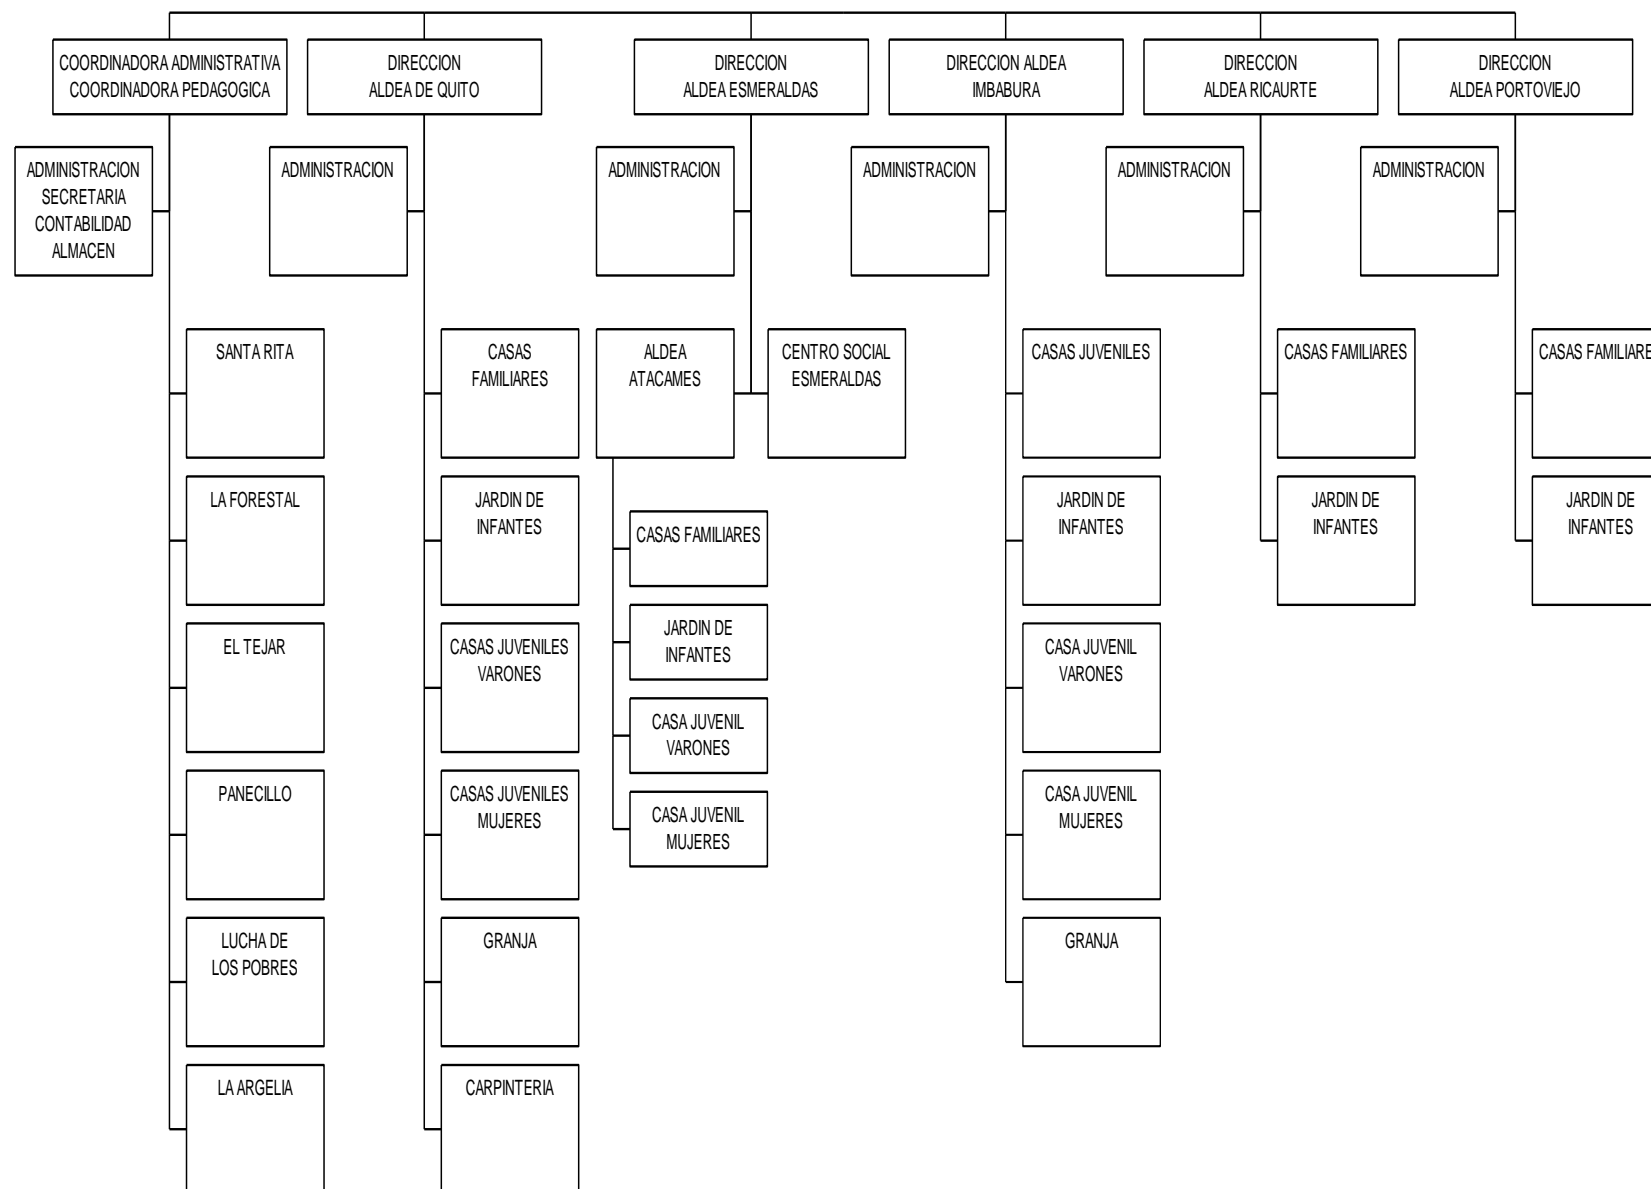 COORDINADORA ADMINISTRATIVA
COORDINADORA PEDAGOGICA
DIRECCION
ALDEA DE QUITO
DIRECCION
ALDEA ESMERALDAS
DIRECCION ALDEA
IMBABURA
DIRECCION
ALDEA RICAURTE
DIRECCION
ALDEA PORTOVIEJO
ADMINISTRACION
SECRETARIA
CONTABILIDAD
ALMACEN
ADMINISTRACION
ADMINISTRACION
ADMINISTRACION
ADMINISTRACION
ADMINISTRACION
SANTA RITA
CASAS
FAMILIARES
ALDEA
ATACAMES
CENTRO SOCIAL
ESMERALDAS
CASAS JUVENILES
CASAS FAMILIARES
CASAS FAMILIARE
LA FORESTAL
JARDIN DE
INFANTES
CASAS FAMILIARES
JARDIN DE
INFANTES
JARDIN DE
INFANTES
JARDIN DE
INFANTES
EL TEJAR
CASAS JUVENILES
VARONES
JARDIN DE
INFANTES
CASA JUVENIL
VARONES
CASA JUVENIL
VARONES
PANECILLO
CASAS JUVENILES
MUJERES
CASA JUVENIL
MUJERES
CASA JUVENIL
MUJERES
LUCHA DE
LOS POBRES
GRANJA
GRANJA
LA ARGELIA
CARPINTERIA